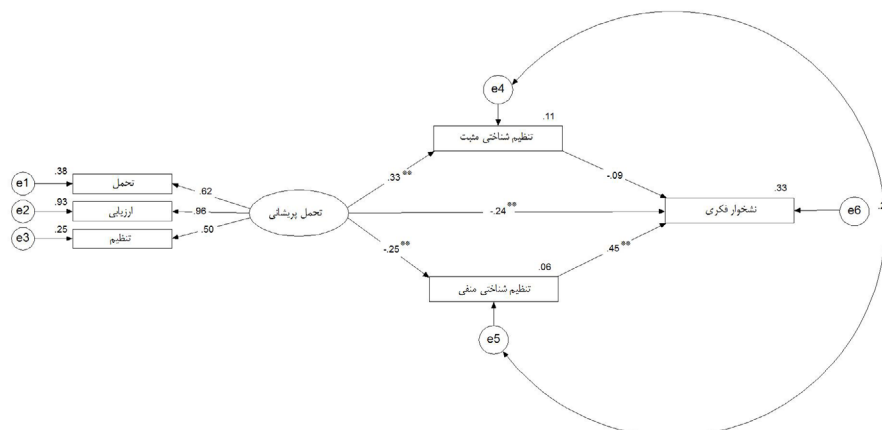 e4
.11
تنظیم شناختی مثبت
.38
e1
تحمل
.62
.33 **
-.09
.93
e2
ارزیابی
.96
تحمل پریشانی
-.24 **
.33
نشخوار فکری
e6
.25
e3
تنظیم
.50
-.25 **
.45 **
.06
تنظیم شناختی منفی
e5